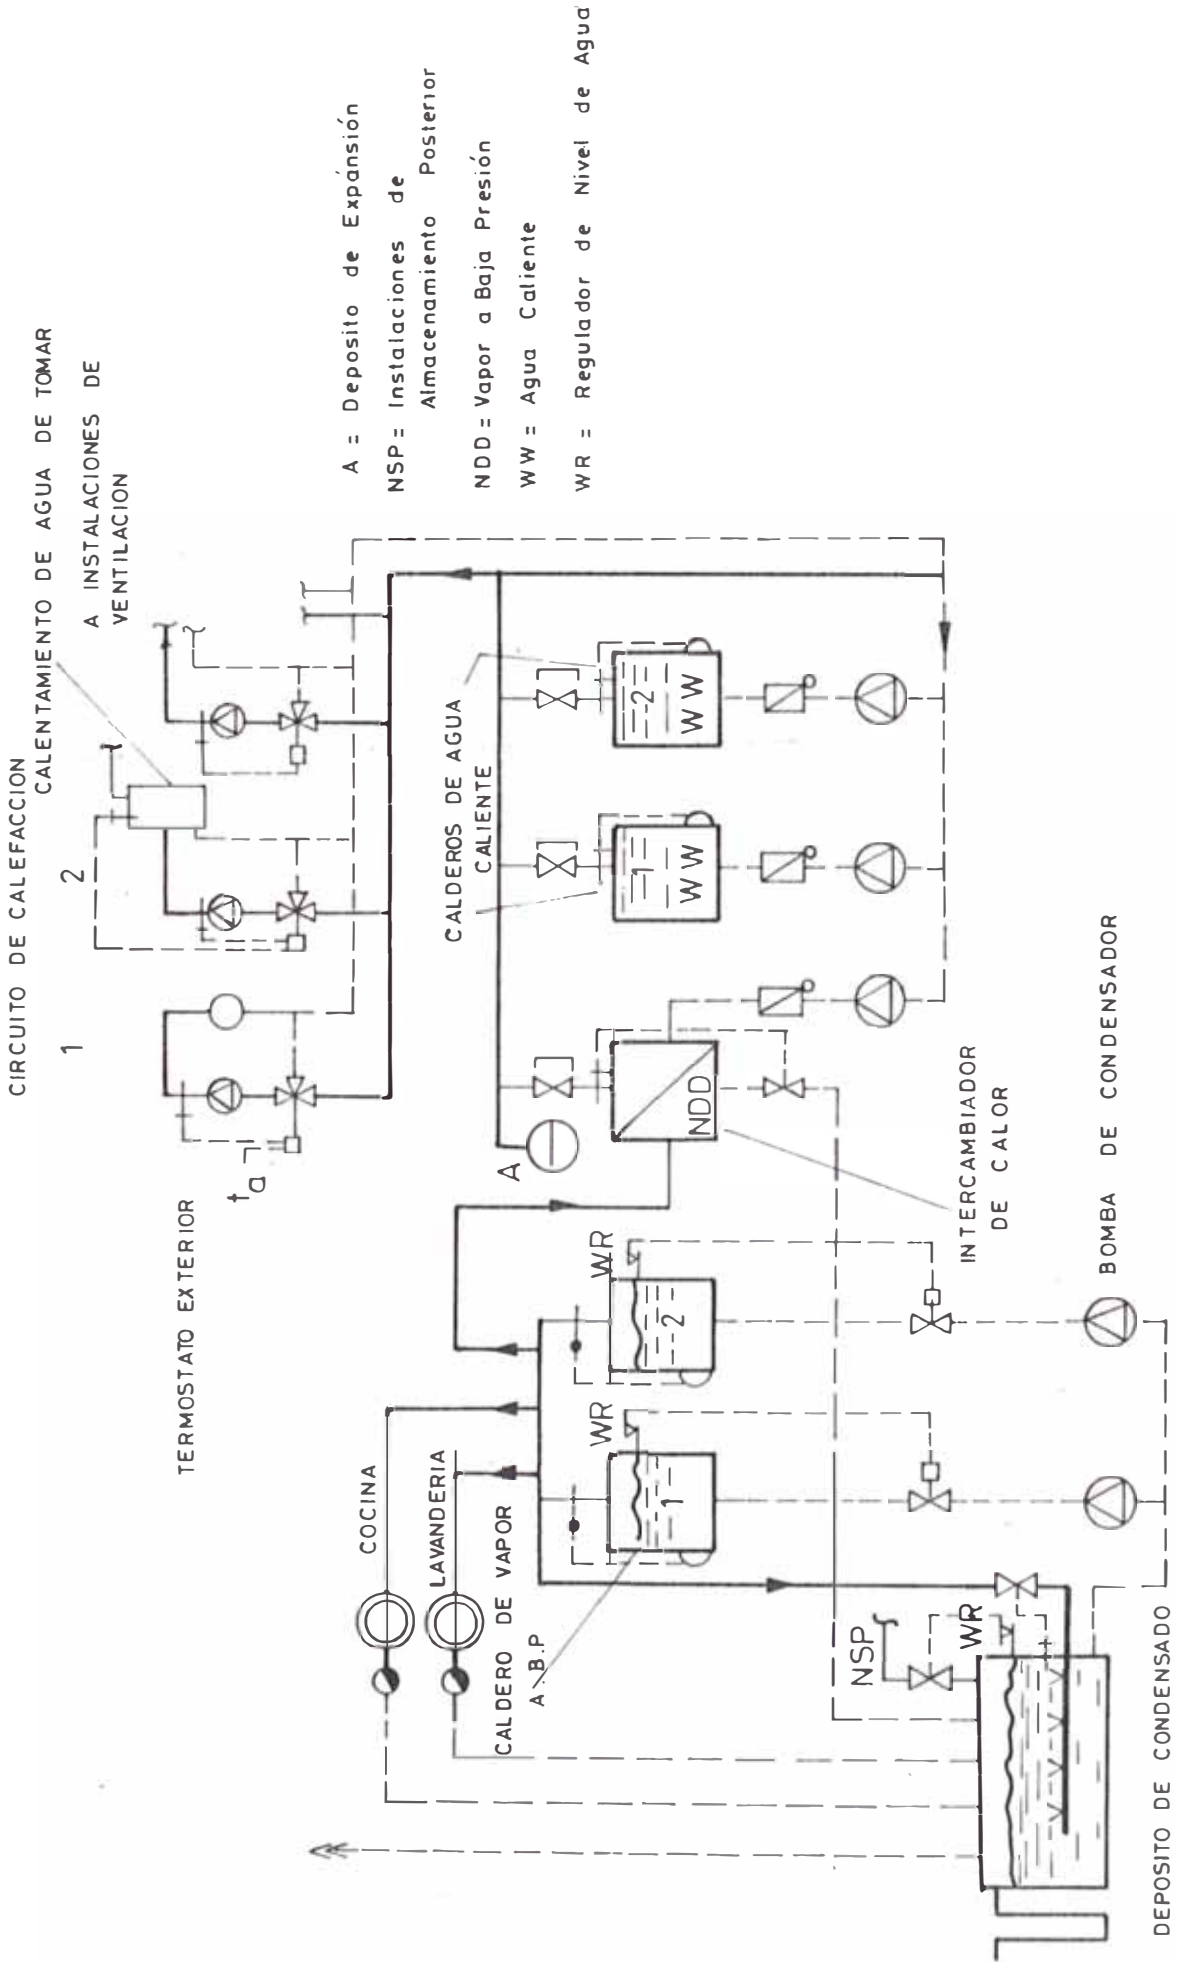 CIRCUITO DE CALEFACCION
CALENTAMIENTO DE AGUA DE TOMAR
1
2
A INSTALACIONES DE
VENTILACION
TERMOSTATO EXTERIOR
ta
A = Deposito de Expánsión
NSP = Instalaciones de
Almacenamiento Posterior
NDD = Vapor a Baja Presión
WW = Agua Caliente
WR = Regulador de Nivel de Agua
COCINA
LAVANDERIA
CALDERO DE VAPOR
A.B.P
A
CALDEROS DE AGUA
CALIENTE
WR
1
WR
2
NDD
1
WW
2
WW
NSP
WR
INTERCAMBIADOR
DE CALOR
BOMBA DE CONDENSADOR
DEPOSITO DE CONDENSADO